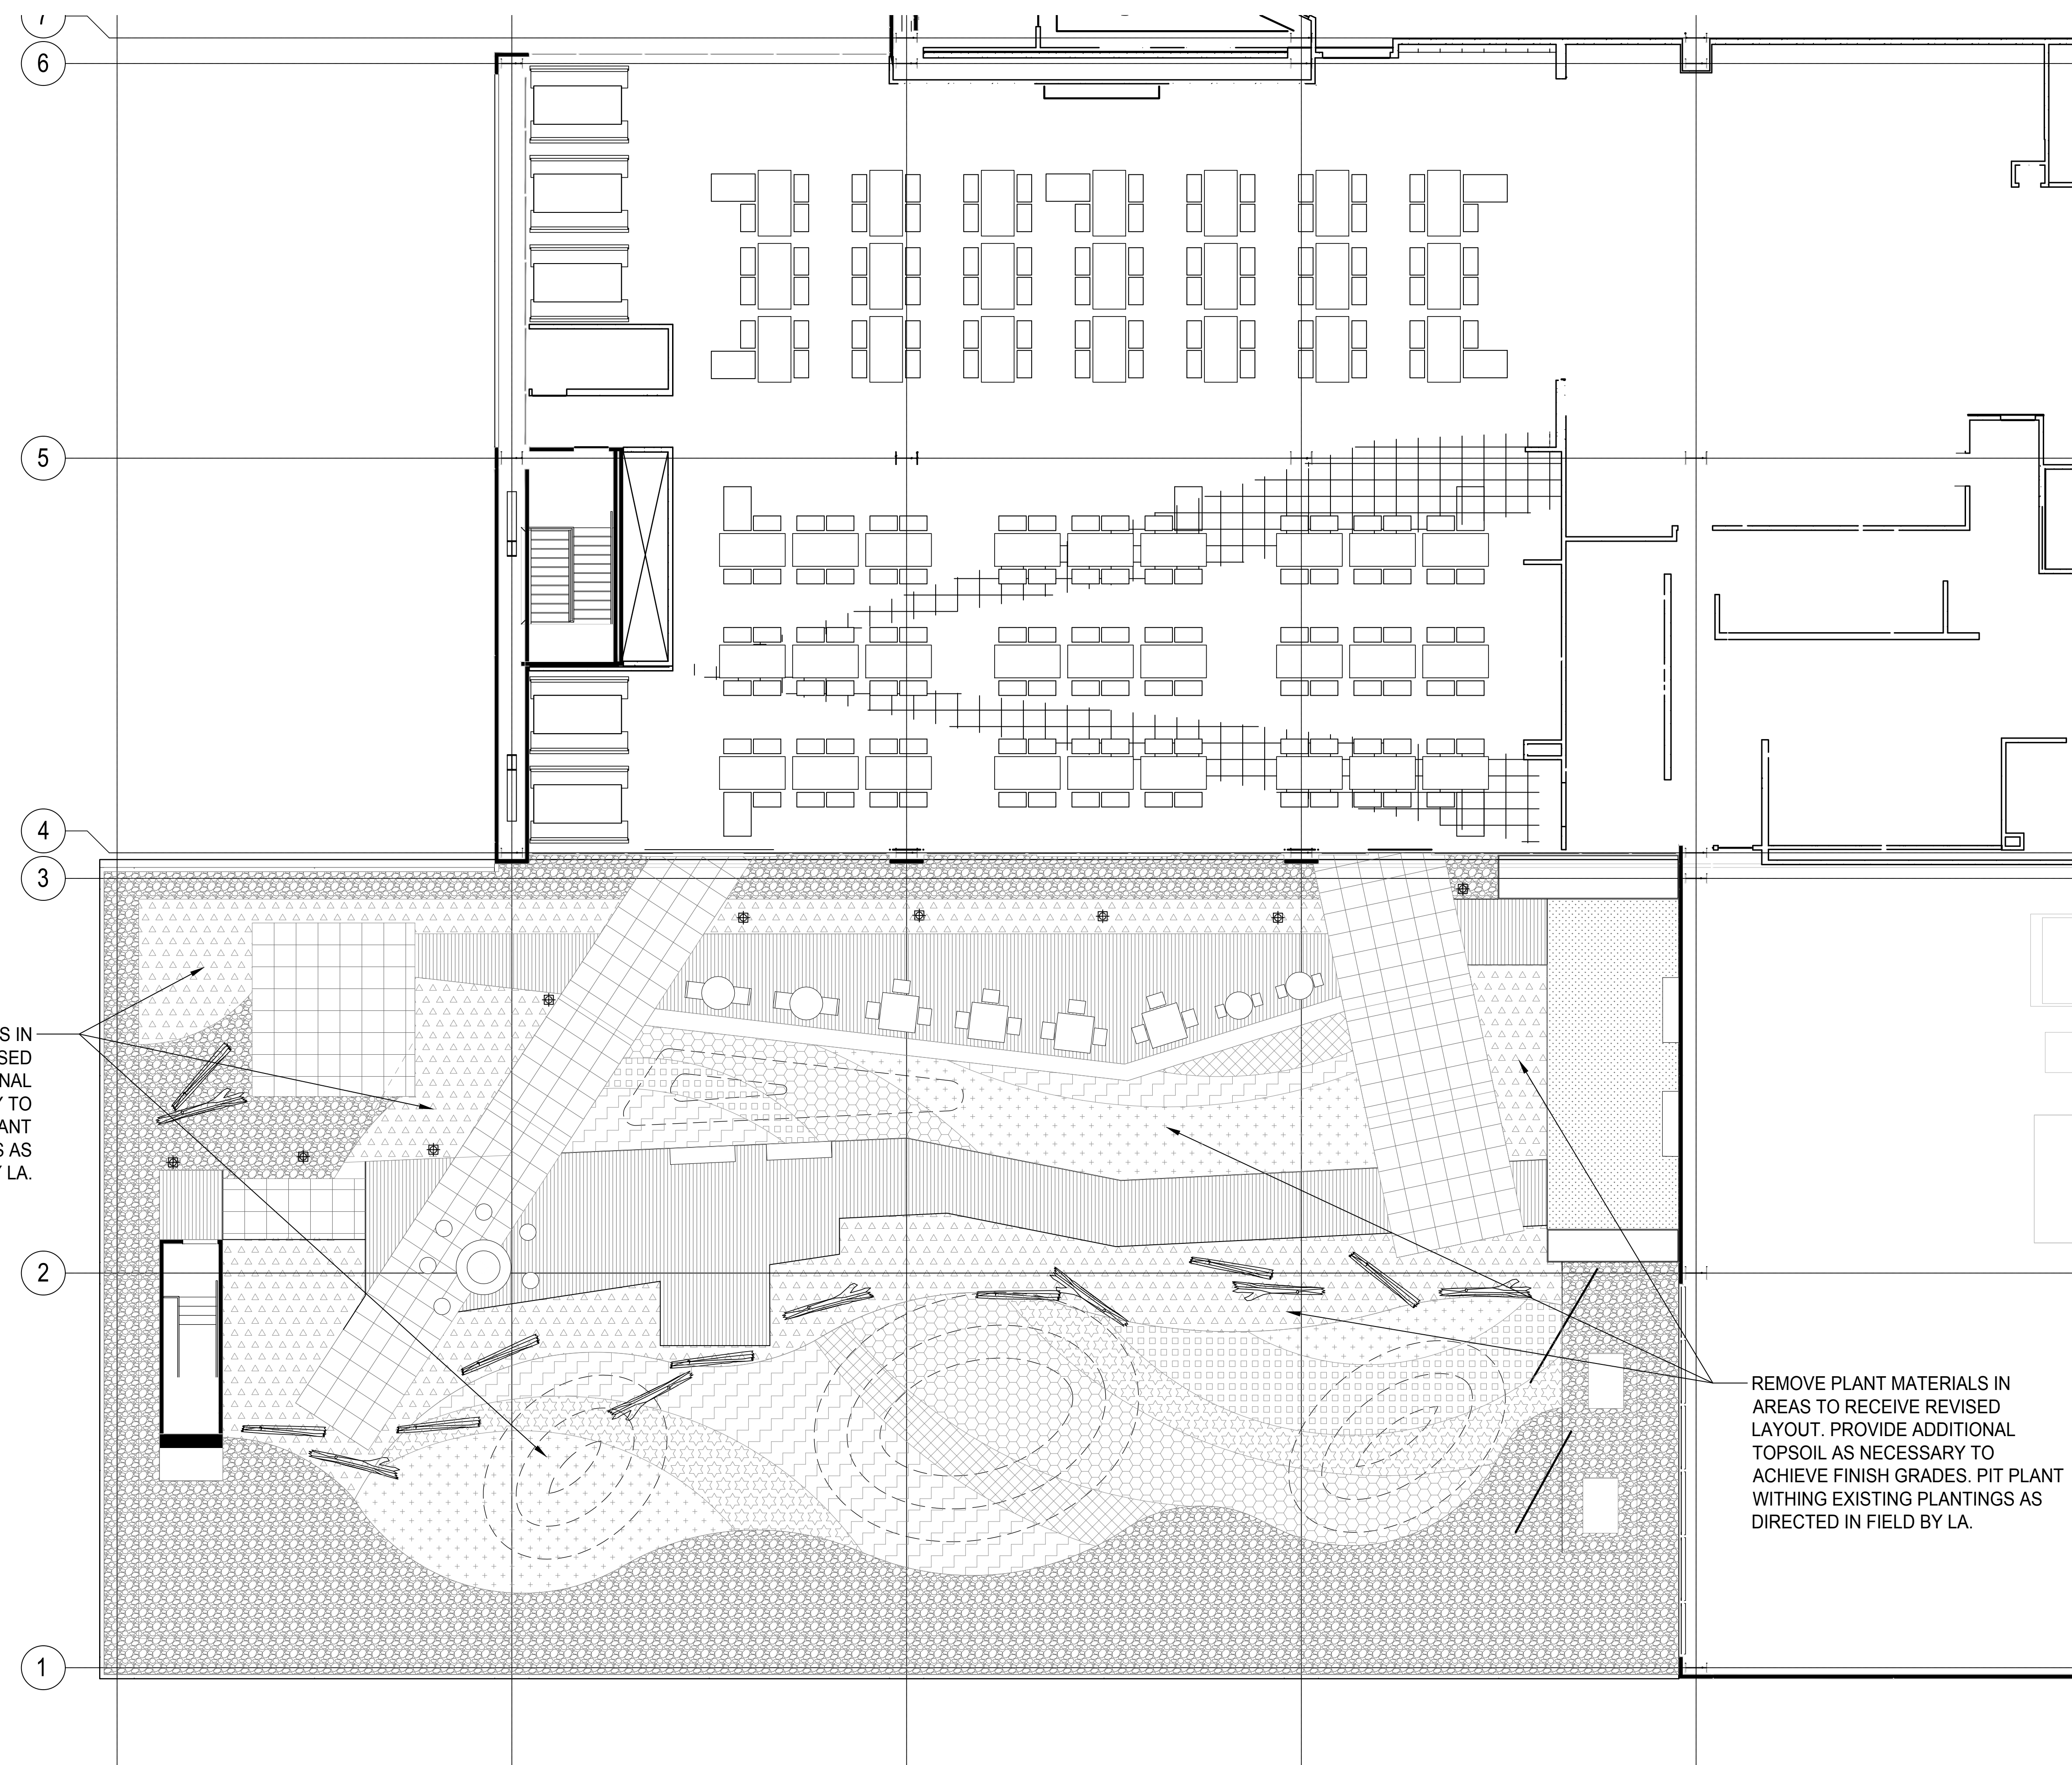 6
5
4
3
S IN
SED
NAL
Y TO
ANT
S AS
Y LA.
2
REMOVE PLANT MATERIALS IN
AREAS TO RECEIVE REVISED
LAYOUT. PROVIDE ADDITIONAL
TOPSOIL AS NECESSARY TO
ACHIEVE FINISH GRADES. PIT PLANT
WITHING EXISTING PLANTINGS AS
DIRECTED IN FIELD BY LA.
1